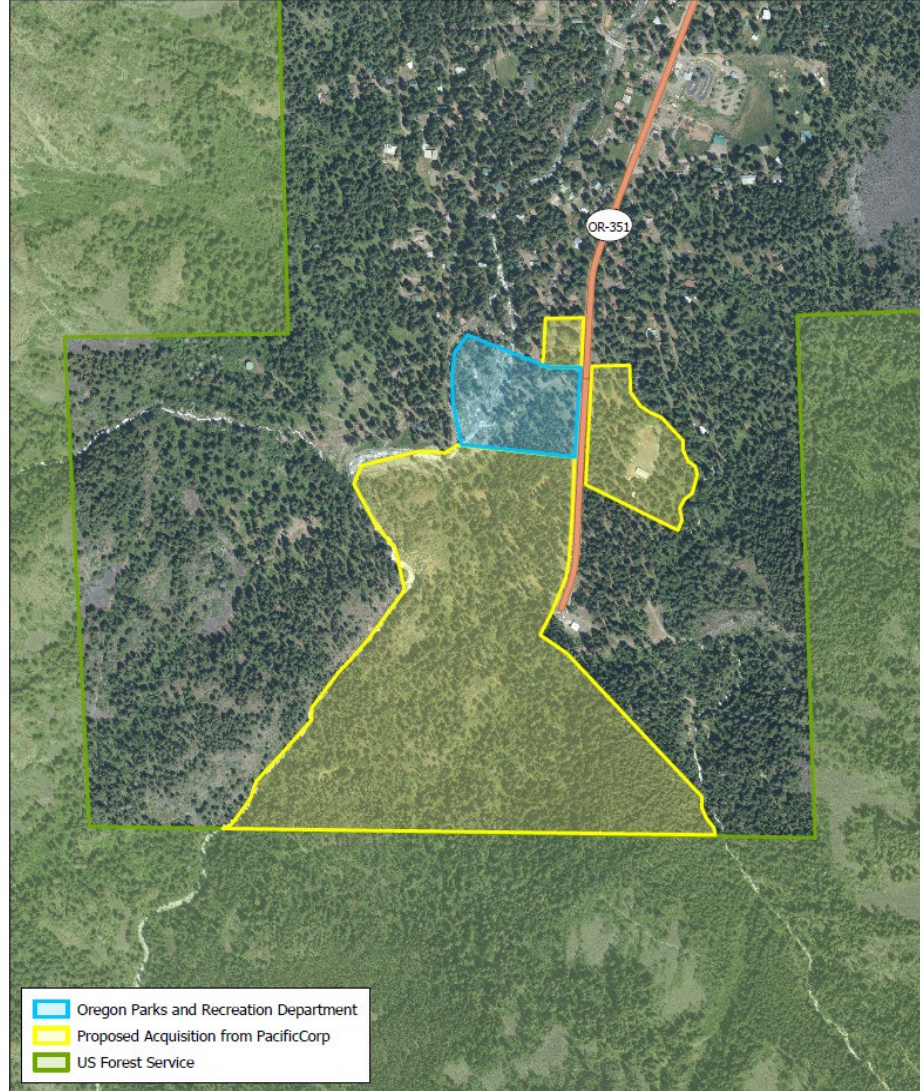 OR-351
Oregon Parks and Recreation Department
Proposed Acquisition from PacificCorp
US Forest Service